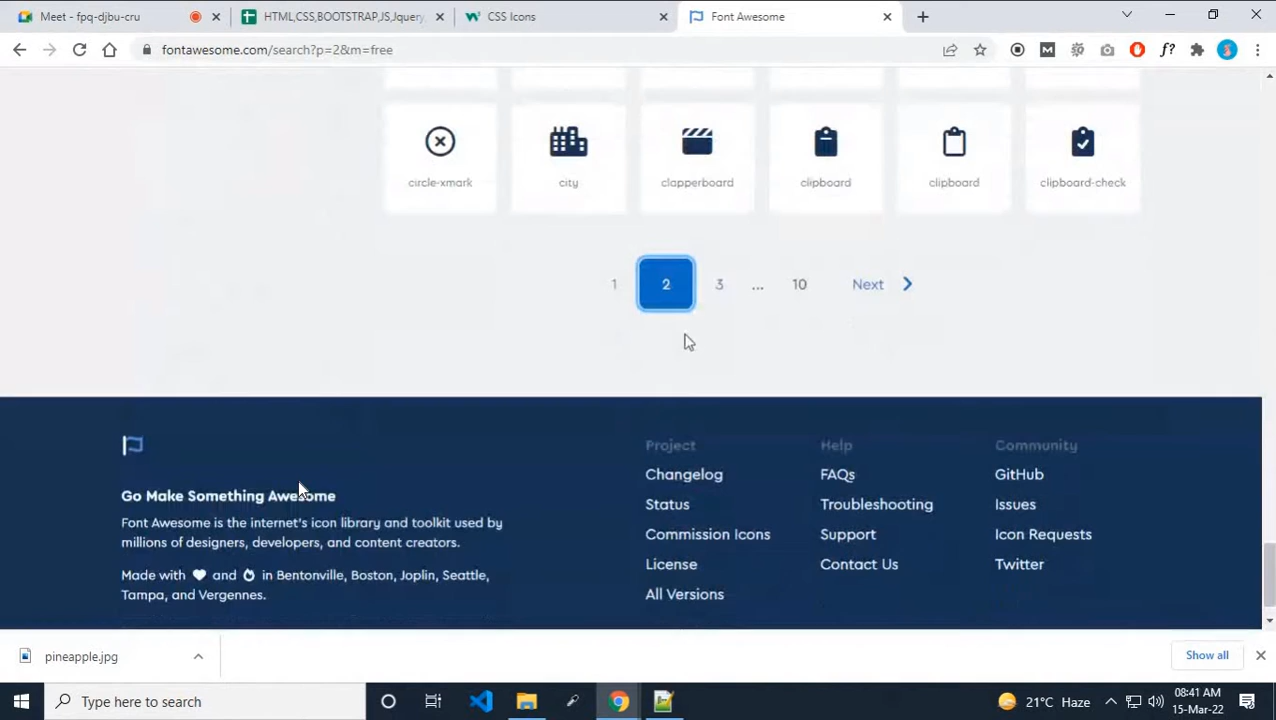 Meet - fpq-djbu-cru
HTML,CSS,BOOTSTRAP,JS,Jquery,
CSS Icons
Font Awesome
fontawesome.com/search?p=2&m=free
circle-xmark
city
clapperboard
clipboard
clipboard
clipboard-check
1 2 3 ... 10 Next
Go Make Something Awesome
Font Awesome is the internet's icon library and toolkit used by
millions of designers, developers, and content creators.
Made with and in Bentonville, Boston, Joplin, Seattle,
Tampa, and Vergennes.
Project
Changelog
Status
Commission Icons
License
All Versions
Help
FAQs
Troubleshooting
Support
Contact Us
Community
GitHub
Issues
Icon Requests
Twitter
pineapple.jpg
Show all
Type here to search
21°C Haze
08:41 AM
15-Mar-22